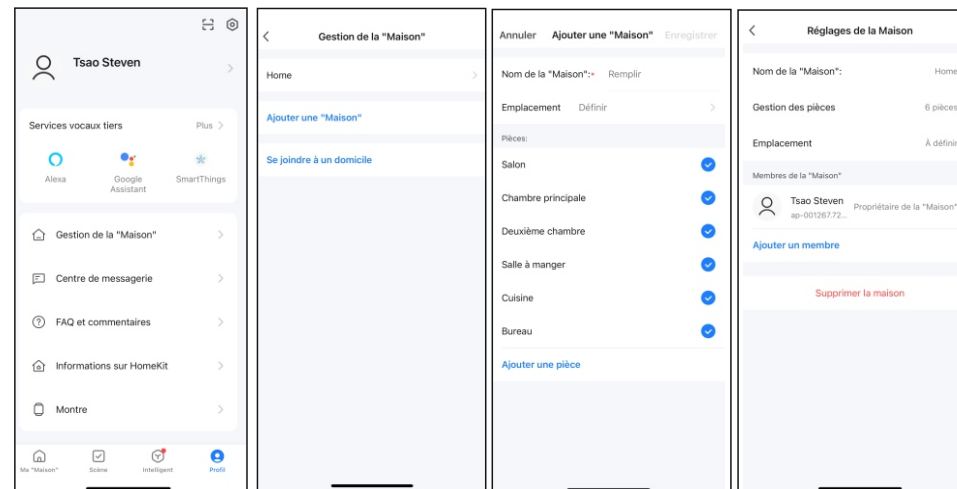 Tsao Steven
Services vocaux tiers Plus
Alexa
Google
Assistant
SmartThings
Gestion de la "Maison"
Centre de messagerie
FAQ et commentaires
Informations sur HomeKit
Montre
Ma "Maison" Scène Intelligent Profil
Gestion de la "Maison"
Home
Ajouter une "Maison"
Se joindre à un domicile
Annuler Ajouter une "Maison" Enregistrer
Nom de la "Maison":* Remplir
Emplacement Définir
Pièces:
Salon
Chambre principale
Deuxième chambre
Salle à manger
Cuisine
Bureau
Ajouter une pièce
Réglages de la Maison
Nom de la "Maison": Home
Gestion des pièces 6 pièces
Emplacement À définir
Membres de la "Maison"
Tsao Steven
ap-001267.72...
Propriétaire de la "Maison"
Ajouter un membre
Supprimer la maison